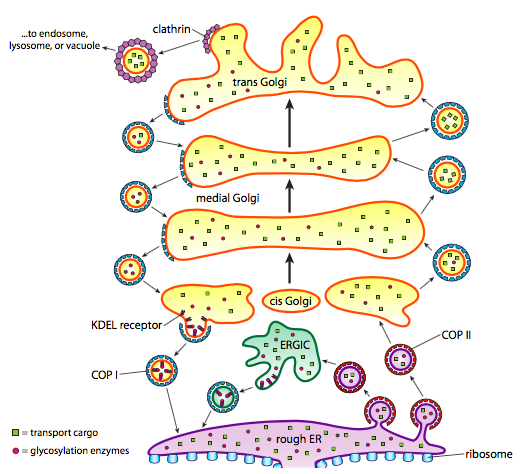 ...to endosome,
lysosome, or vacuole
clathrin
trans Golgi
medial Golgi
cis Golgi
KDEL receptor
ERGIC
COP II
COP I
= transport cargo
= glycosylation enzymes
rough ER
ribosome